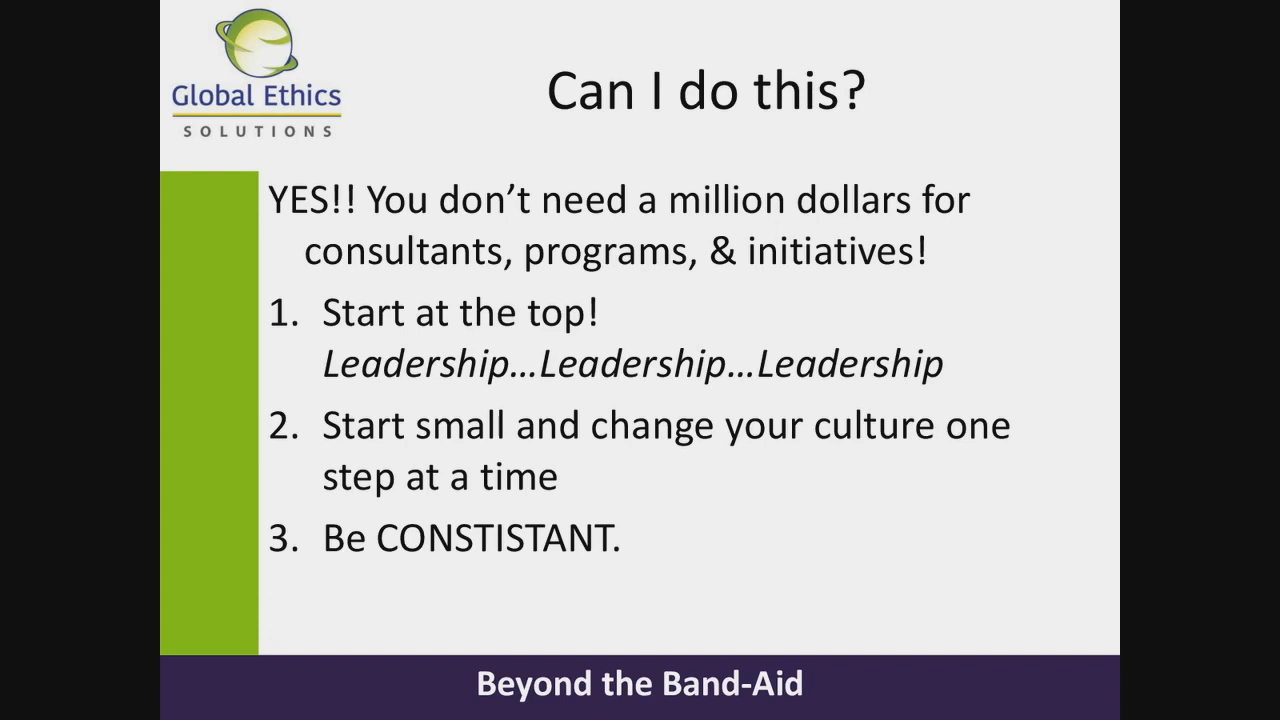 Global Ethics
SOLUTIONS
Can I do this?
YES!! You don’t need a million dollars for
consultants, programs, & initiatives!
1. Start at the top!
Leadership…Leadership…Leadership
2. Start small and change your culture one
step at a time
3. Be CONSTISTANT.
Beyond the Band-Aid